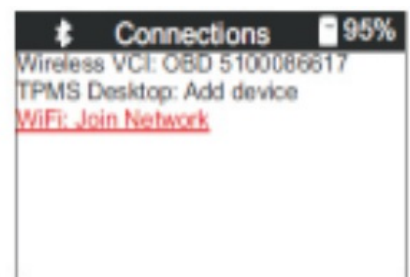 Connections 95%
Wireless VCI: OBD 5100086617
TPMS Desktop: Add device
WiFi: Join Network